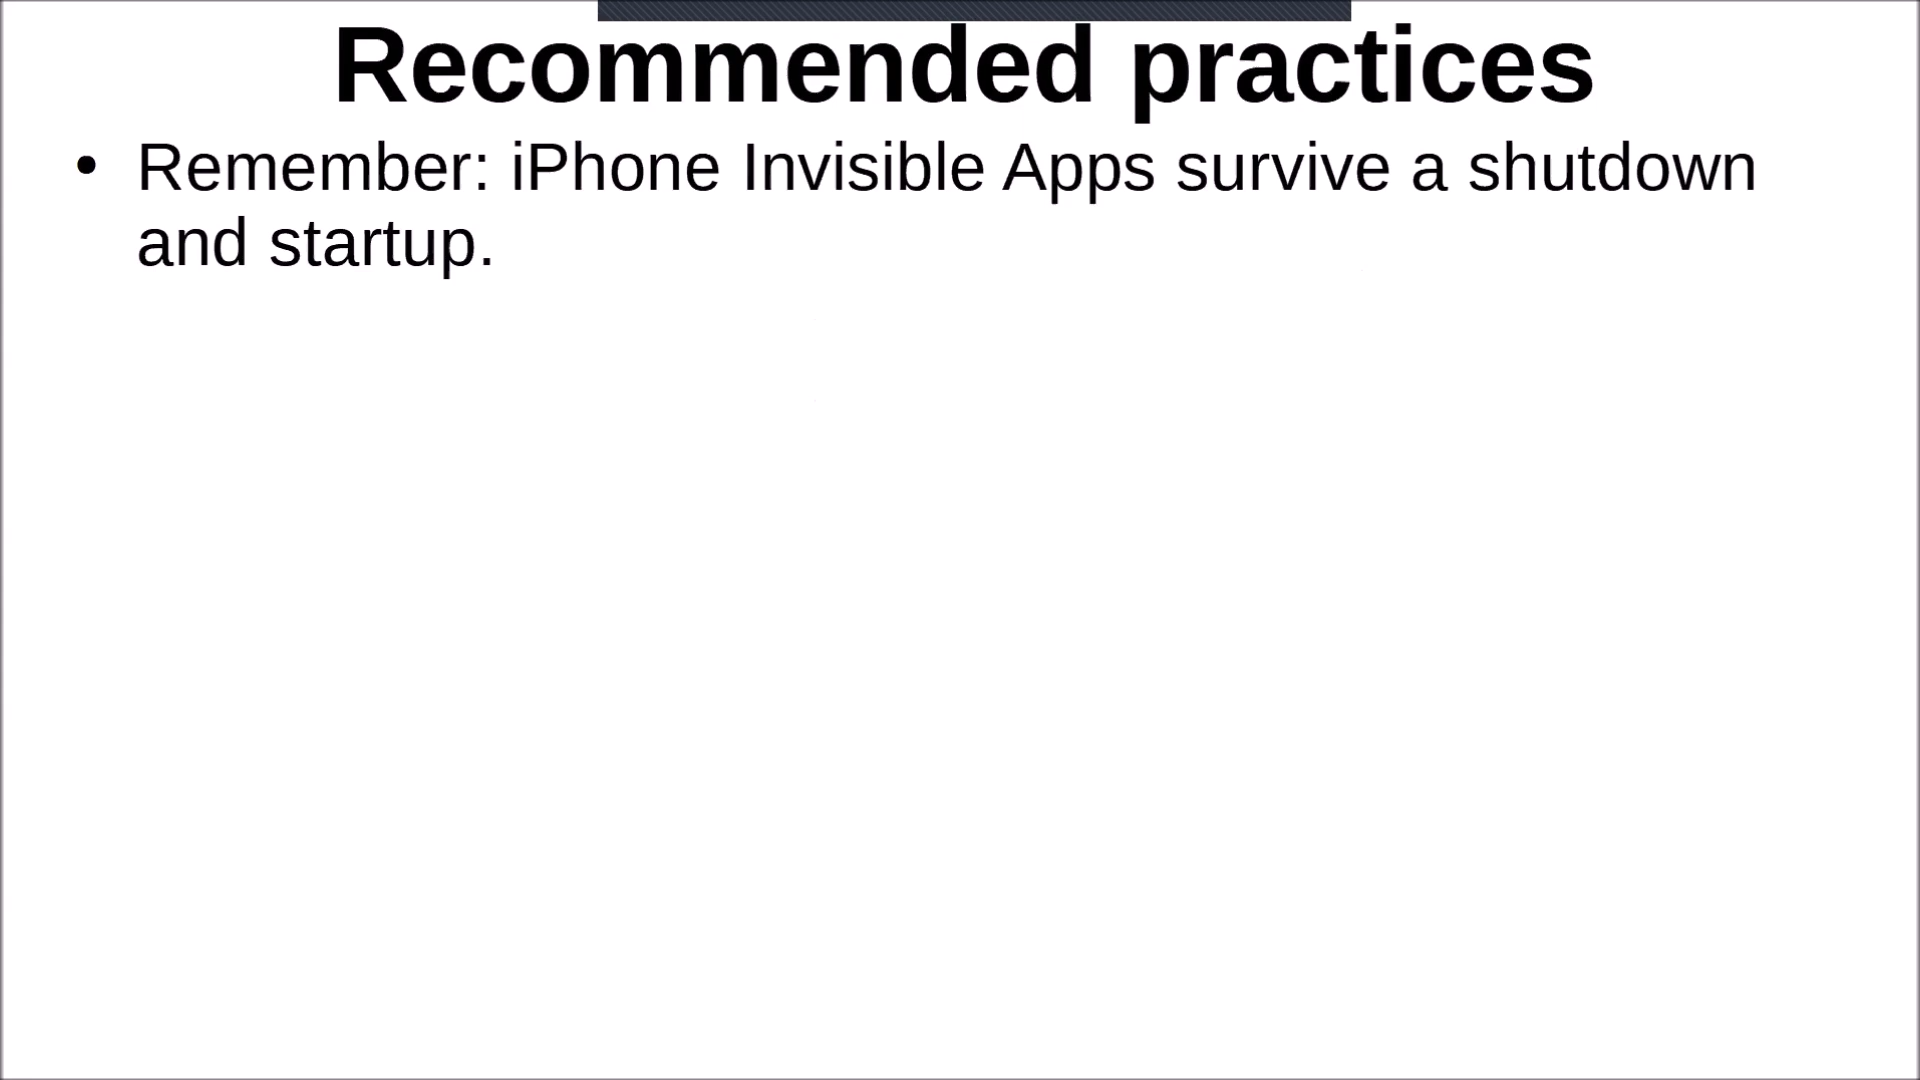 Recommended practices
• Remember: iPhone Invisible Apps survive a shutdown
and startup.